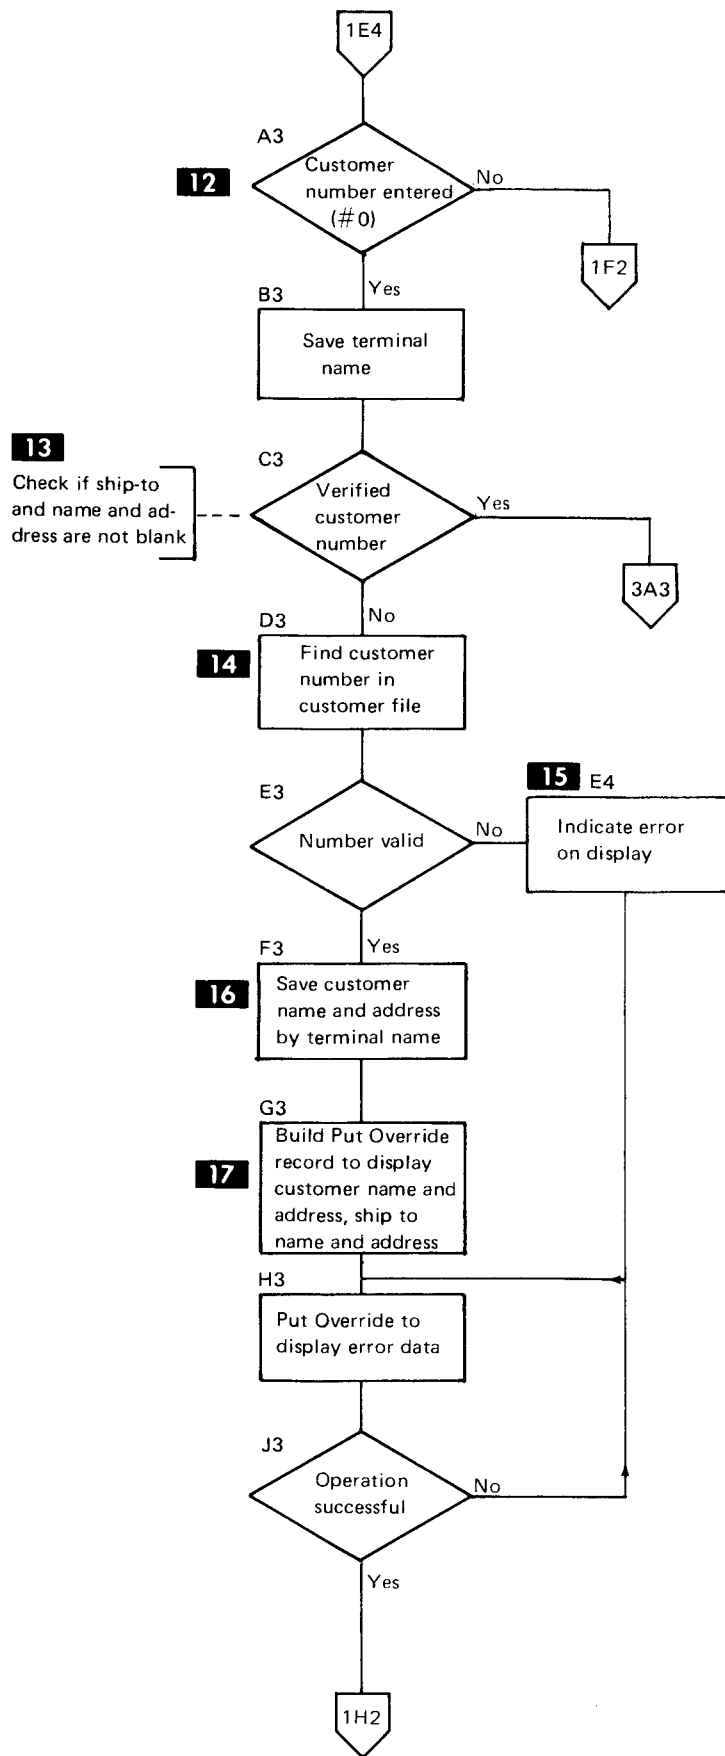 1E4
A3
12
Customer
number entered
(#0)
No
1F2
Yes
B3
Save terminal
name
13
Check if ship-to
and name and ad-
dress are not blank
C3
Verified
customer
number
Yes
3A3
No
D3
14
Find customer
number in
customer file
E3
Number valid
No
15 E4
Indicate error
on display
Yes
F3
16
Save customer
name and address
by terminal name
G3
17
Build Put Override
record to display
customer name and
address, ship to
name and address
H3
Put Override to
display error data
J3
Operation
successful
No
Yes
1H2